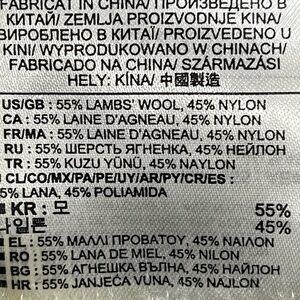 FABRICAT IN CHINA/ПРОИЗВЕДЕНО В
КИТАЙ/ ZEMLJA PROIZVODNJE KINA/
ВИРОБЛЕНО В КИТАЇ/ PROIZVEDENO U
KINI/ WYPRODUKOWANO W CHINACH/
FABRICADO NA CHINA/ SZÁRMAZÁSI
HELY: KÍNA/ 中國製造
US/GB : 55% LAMBS' WOOL, 45% NYLON
CA : 55% LAINE D'AGNEAU, 45% NYLON
FR/MA : 55% LAINE D'AGNEAU, 45% NYLON
RU : 55% ШЕРСТЬ ЯГНЕНКА, 45% НЕЙЛОН
TR : 55% KUZU YÜNÜ, 45% NAYLON
CL/CO/MX/PA/PE/UY/AR/PY/CR/ES :
55% LANA, 45% POLIAMIDA
KR : 모 55%
나일론 45%
EL : 55% ΜΑΛΛΙ ΠΡΟΒΑΤΟΥ, 45% ΝΑΙΛΟΝ
RO : 55% LANA DE MIEL, 45% NILON
BG : 55% АГНЕШКА ВЪЛНА, 45% НАЙЛОН
HR : 55% JANJEĆA VUNA, 45% NAJLON